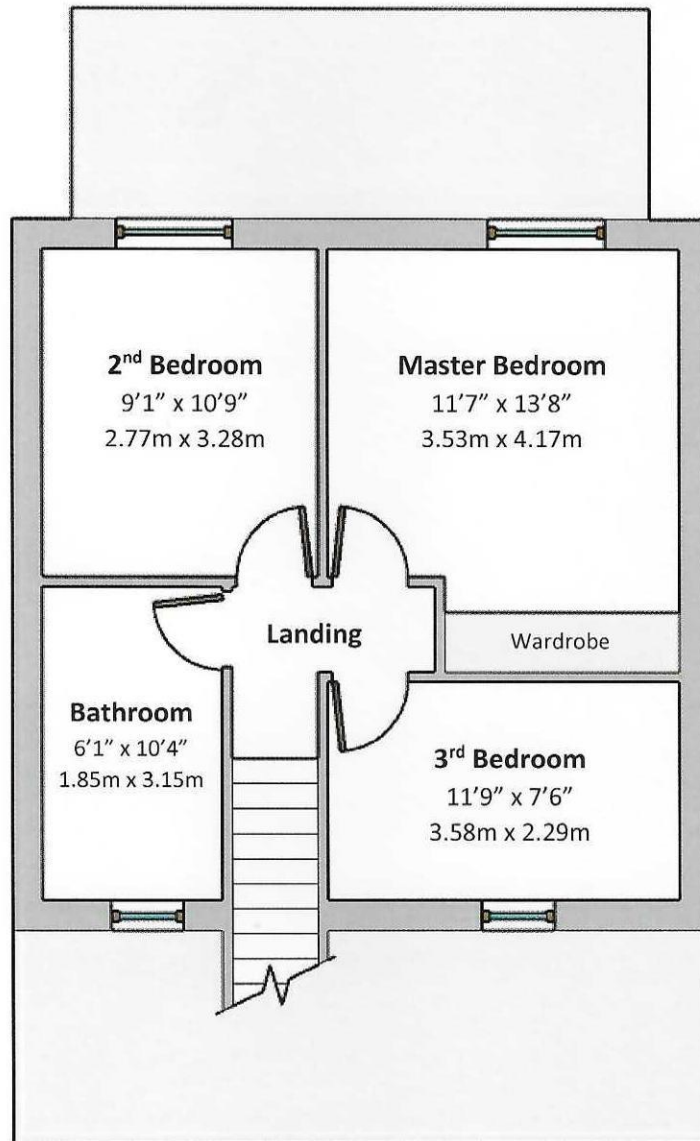 2nd Bedroom
9’1” x 10’9”
2.77m x 3.28m
Master Bedroom
11’7” x 13’8”
3.53m x 4.17m
Landing
Wardrobe
Bathroom
6’1” x 10’4”
1.85m x 3.15m
3rd Bedroom
11’9” x 7’6”
3.58m x 2.29m